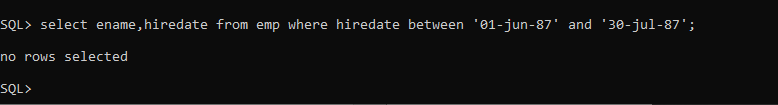 SQL> select ename,hiredate from emp where hiredate between '01-jun-87' and '30-jul-87';
no rows selected
SQL>